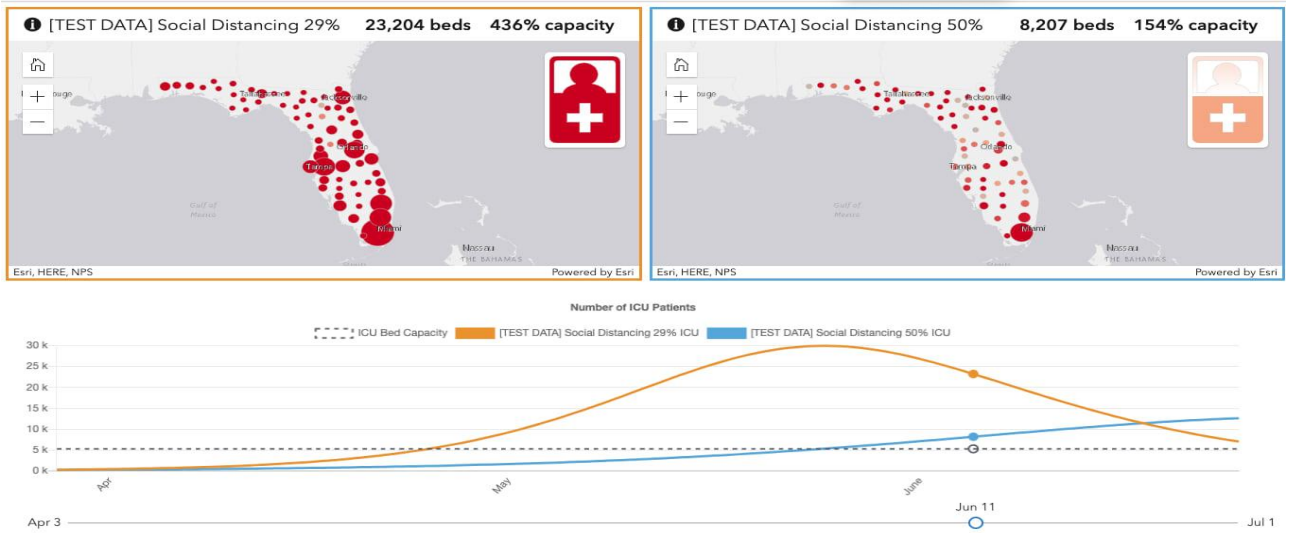 [TEST DATA] Social Distancing 29% 23,204 beds 436% capacity
Tallahassee
Jacksonville
Orlando
Tampa
Gulf of
Mexico
Miami
Nassau
THE BAHAMAS
Esri, HERE, NPS Powered by Esri
[TEST DATA] Social Distancing 50% 8,207 beds 154% capacity
ouge
Tallahassee
Jacksonville
Orlando
Tampa
Gulf of
Mexico
Miami
Nassau
THE BAHAMAS
Esri, HERE, NPS Powered by Esri
Number of ICU Patients
ICU Bed Capacity [TEST DATA] Social Distancing 29% ICU [TEST DATA] Social Distancing 50% ICU
30 k
25 k
20 k
15 k
10 k
5 k
0 k
Apr
May
June
Jun 11
Apr 3 Jul 1